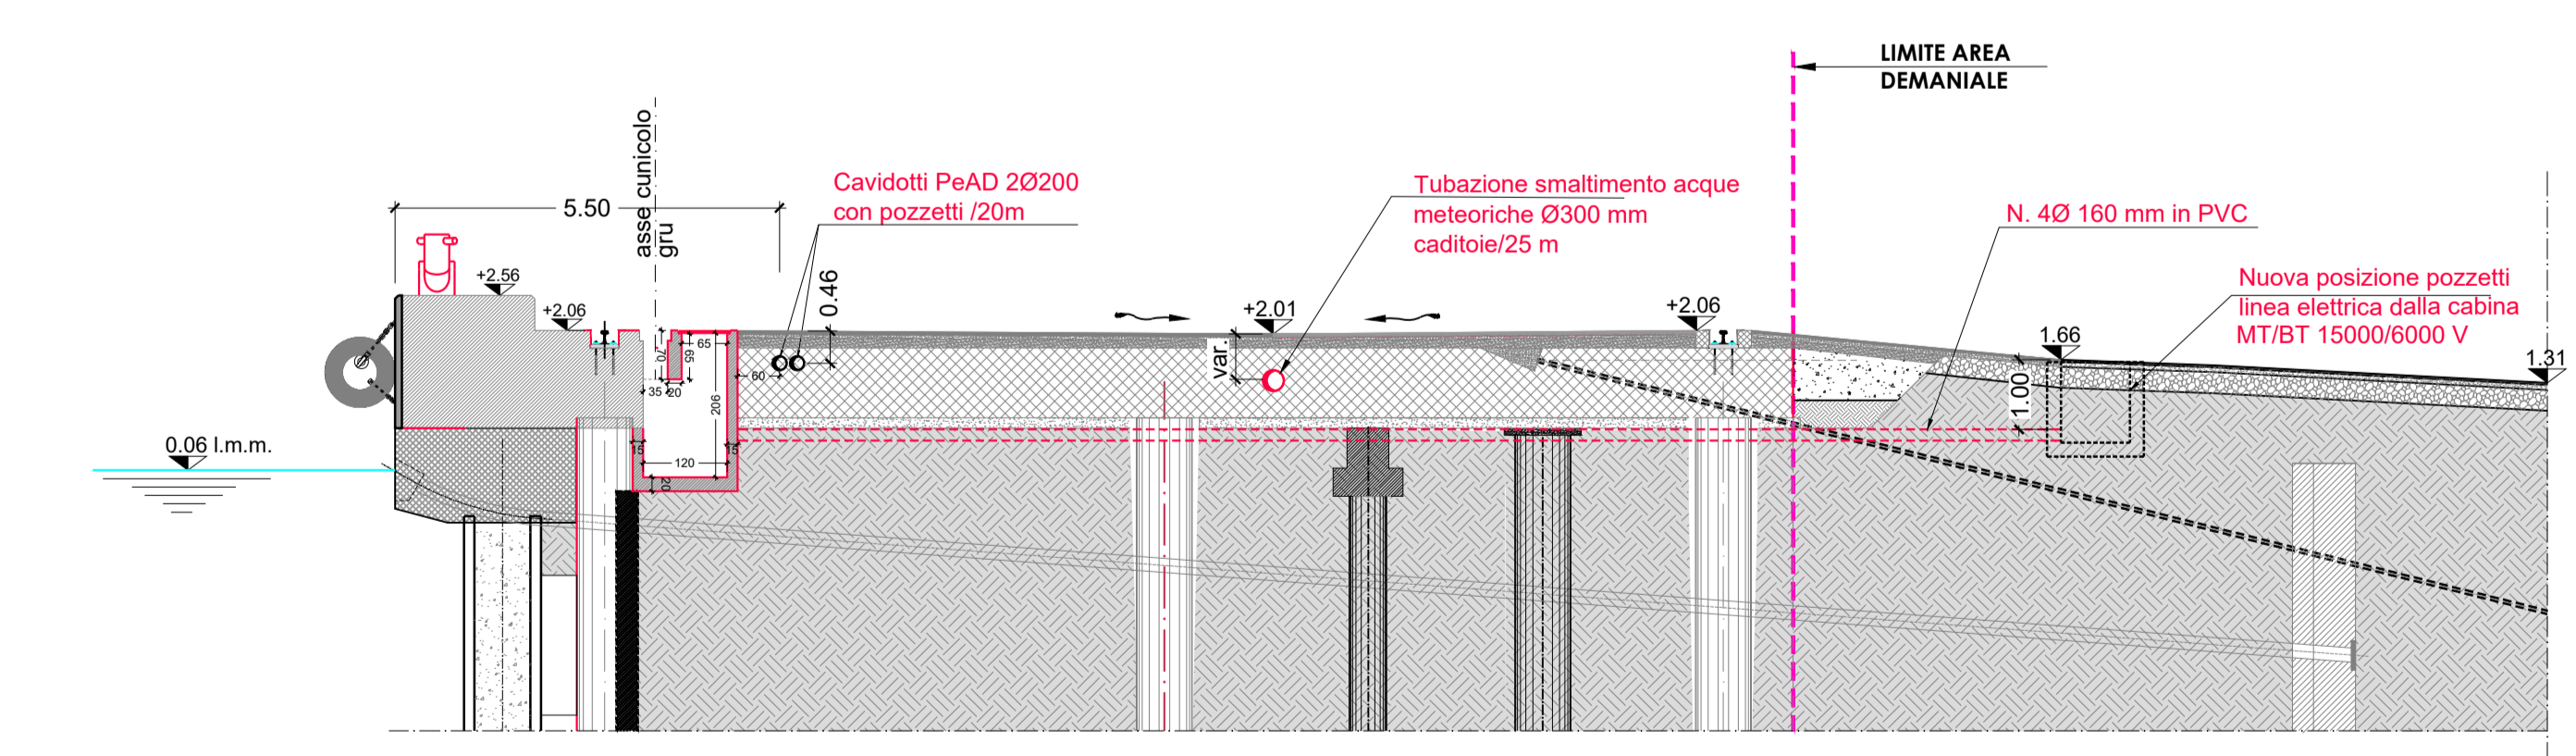 LIMITE AREA
DEMANIALE
asse cunicolo
gru
5.50
Cavidotti PeAD 2Ø200
con pozzetti /20m
Tubazione smaltimento acque
meteoriche Ø300 mm
caditoie/25 m
N. 4Ø 160 mm in PVC
Nuova posizione pozzetti
linea elettrica dalla cabina
MT/BT 15000/6000 V
+2.56
+2.06
0.46
+2.01
+2.06
var.
1.66
1.31
1.00
70
65
65
60
35
20
206
0.06 l.m.m.
15
15
120
20